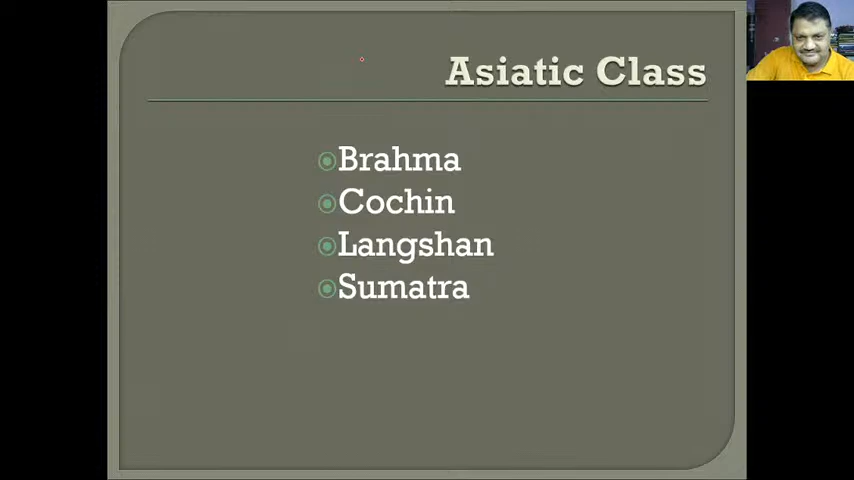 Asiatic Class
Brahma
Cochin
Langshan
Sumatra